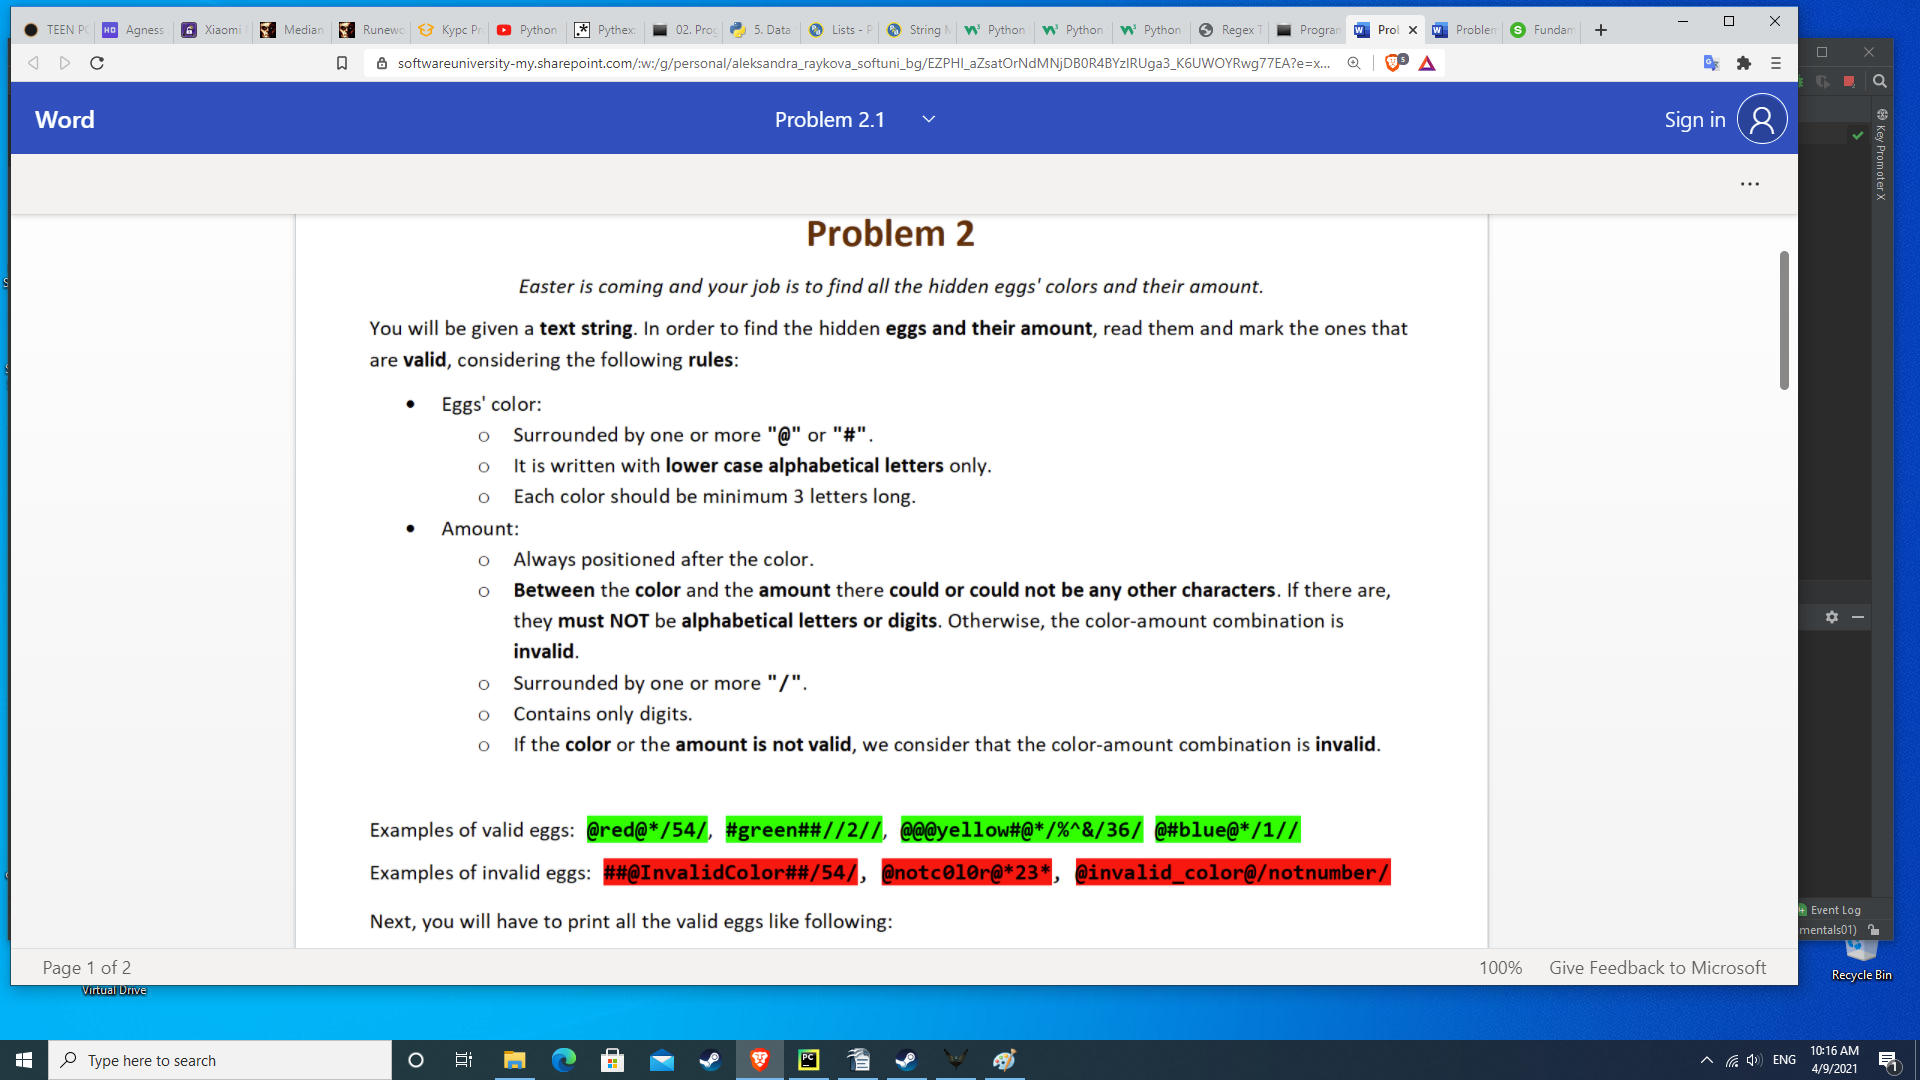 TEEN P
Agness
Xiaomi
Median
Runewo
Курс Pr
Python
Pythex:
02. Prog
5. Data
Lists - P
String M
Python
Python
Python
Regex T
Progran
Prol
Problem
Fundam
softwareuniversity-my.sharepoint.com/:w:/g/personal/aleksandra_raykova_softuni_bg/EZPHI_aZsatOrNdMNjDB0R4BYzIRUga3_K6UWOYRwg77EA?e=x...
Word
Problem 2.1
Sign in
Key Promoter X
Problem 2
Easter is coming and your job is to find all the hidden eggs' colors and their amount.
You will be given a text string. In order to find the hidden eggs and their amount, read them and mark the ones that
are valid, considering the following rules:
• Eggs' color:
o Surrounded by one or more "@" or "#".
o It is written with lower case alphabetical letters only.
o Each color should be minimum 3 letters long.
• Amount:
o Always positioned after the color.
o Between the color and the amount there could or could not be any other characters. If there are,
they must NOT be alphabetical letters or digits. Otherwise, the color-amount combination is
invalid.
o Surrounded by one or more "/".
o Contains only digits.
o If the color or the amount is not valid, we consider that the color-amount combination is invalid.
Examples of valid eggs: @red@*/54/, #green##//2//, @@@yellow#@*/%^&/36/ @#blue@*/1//
Examples of invalid eggs: ##@InvalidColor##/54/, @notc0l0r@*23*, @invalid_color@/notnumber/
Next, you will have to print all the valid eggs like following:
Event Log
mentals01)
Page 1 of 2
100%
Give Feedback to Microsoft
Recycle Bin
Virtual Drive
Type here to search
ENG
10:16 AM
4/9/2021